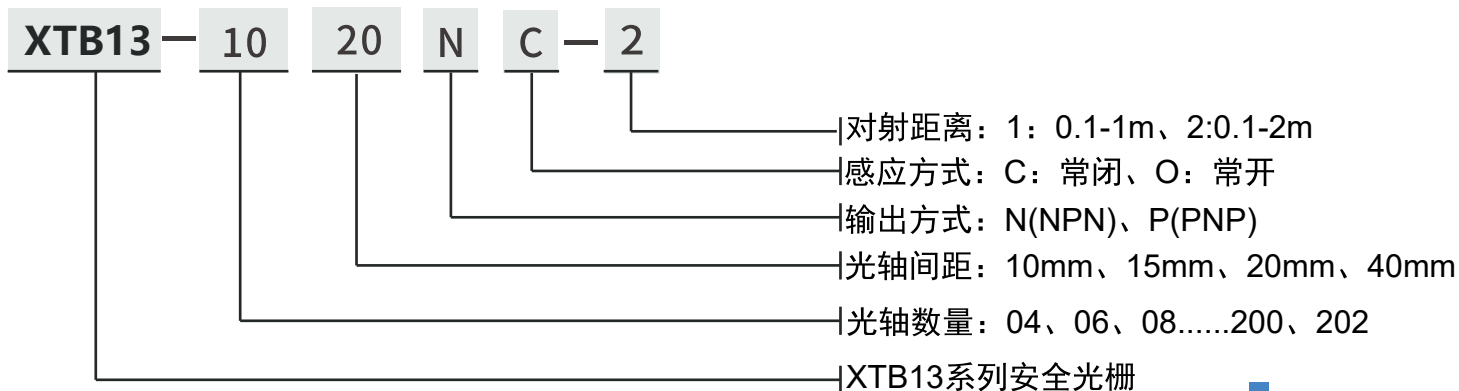 XTB13-1020NC-2
对射距离：1：0.1-1m、2:0.1-2m
感应方式：C：常闭、O：常开
输出方式：N(NPN)、P(PNP)
光轴间距：10mm、15mm、20mm、40mm
光轴数量：04、06、08......200、202
XTB13系列安全光栅